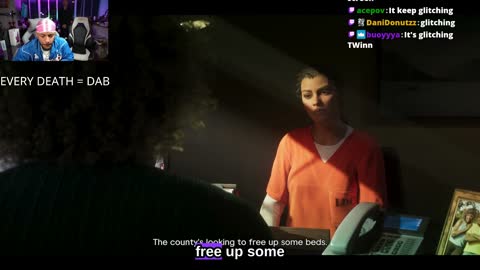 screen
acepov: It keep glitching
DaniDonutzz: glitching
buoyyya: It's glitching
TWinn
EVERY DEATH = DAB
The county's looking to free up some beds.
free up some